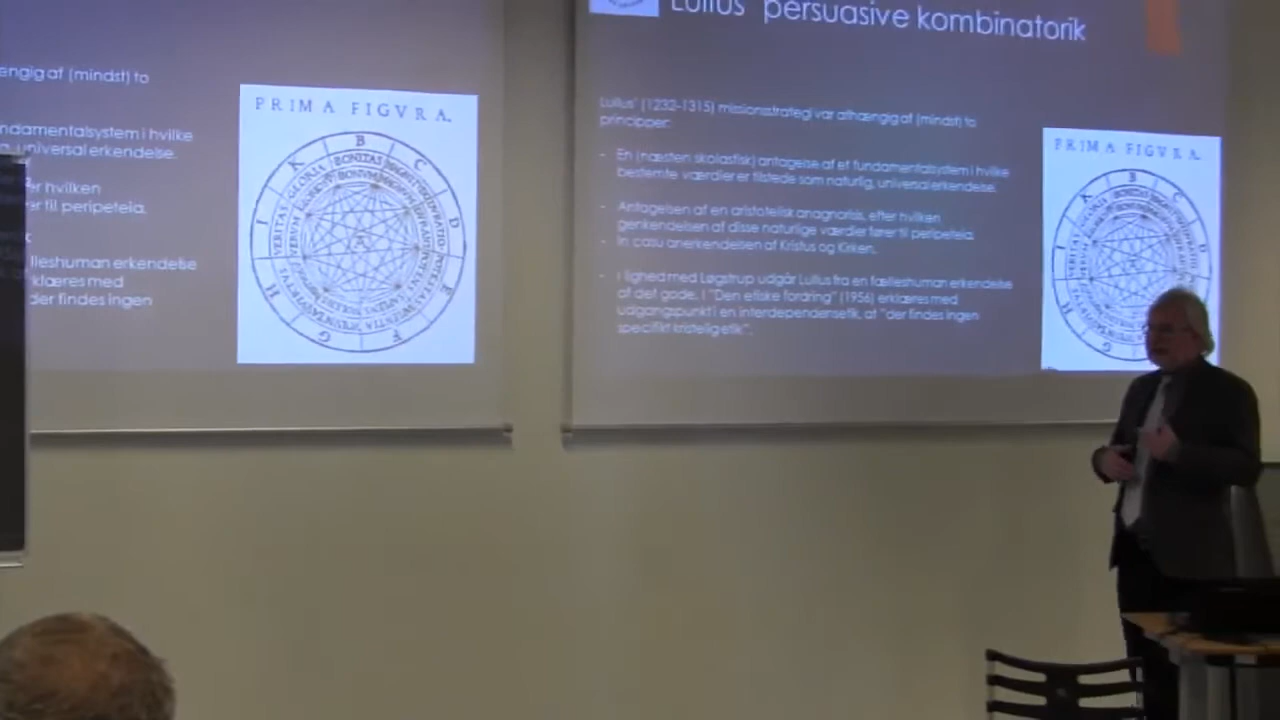 engig af (mindst) to
ndamentalsystem i hvilke
universal erkendelse.
er hvilken
er til peripeteia.
lleshuman erkendelse
klæres med
der findes ingen
PRIMA FIGVRA.
B
C
D
E
F
G
H
I
K
BONITAS
GLORIA
VERITAS
Lullus' persuasive kombinatorik
Lullus' (1232-1315) missionsstrategi var afhængig af (mindst) to
principper:
- En (næsten skolastisk) antagelse af et fundamentalsystem i hvilke
bestemte værdier er tilstede som naturlig, universal erkendelse.
- Antagelsen af en aristotelisk anagnorisis, efter hvilken
genkendelsen af disse naturlige værdier fører til peripeteia.
- In casu anerkendelsen af Kristus og Kirken.
- I lighed med Løgstrup udgår Lullus fra en fælleshuman erkendelse
af det gode. I "Den etiske fordring" (1956) erklæres med
udgangspunkt i en interdependensetik, at "der findes ingen
specifikt kristelig etik".
PRIMA FIGVRA.
B
C
D
E
G
H
I
K